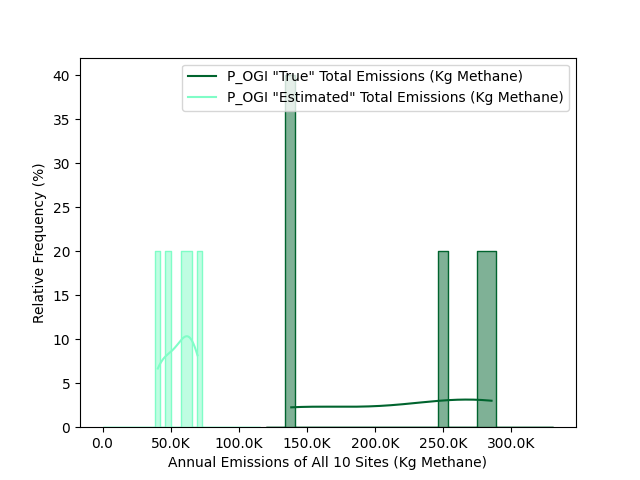 P_OGI "True" Total Emissions (Kg Methane)
P_OGI "Estimated" Total Emissions (Kg Methane)
40
35
30
25
20
15
10
5
0
Relative Frequency (%)
0.0 50.0K 100.0K 150.0K 200.0K 250.0K 300.0K
Annual Emissions of All 10 Sites (Kg Methane)